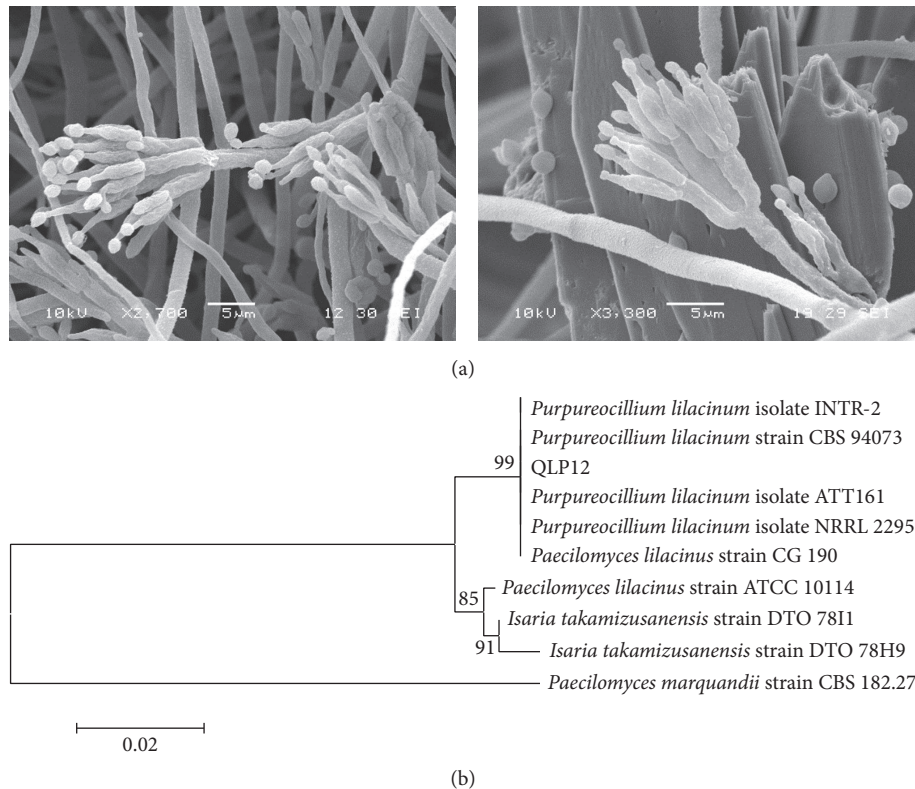 10kV X2,700 5μm 12 30 SEI
10kV X3,300 5μm 19 29 SEI
(a)
Purpureocillium lilacinum isolate INTR-2
Purpureocillium lilacinum strain CBS 94073
99
QLP12
Purpureocillium lilacinum isolate ATT161
Purpureocillium lilacinum isolate NRRL 2295
Paecilomyces lilacinus strain CG 190
Paecilomyces lilacinus strain ATCC 10114
85
Isaria takamizusanensis strain DTO 78I1
91
Isaria takamizusanensis strain DTO 78H9
Paecilomyces marquandii strain CBS 182.27
0.02
(b)